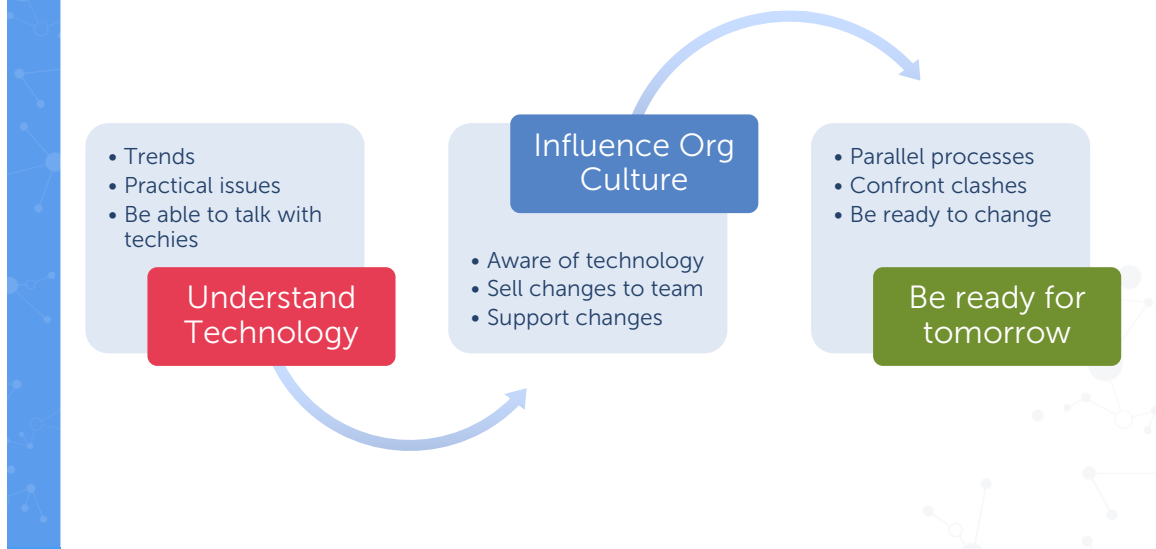 • Trends
• Practical issues
• Be able to talk with
techies
Understand
Technology
Influence Org
Culture
• Aware of technology
• Sell changes to team
• Support changes
• Parallel processes
• Confront clashes
• Be ready to change
Be ready for
tomorrow